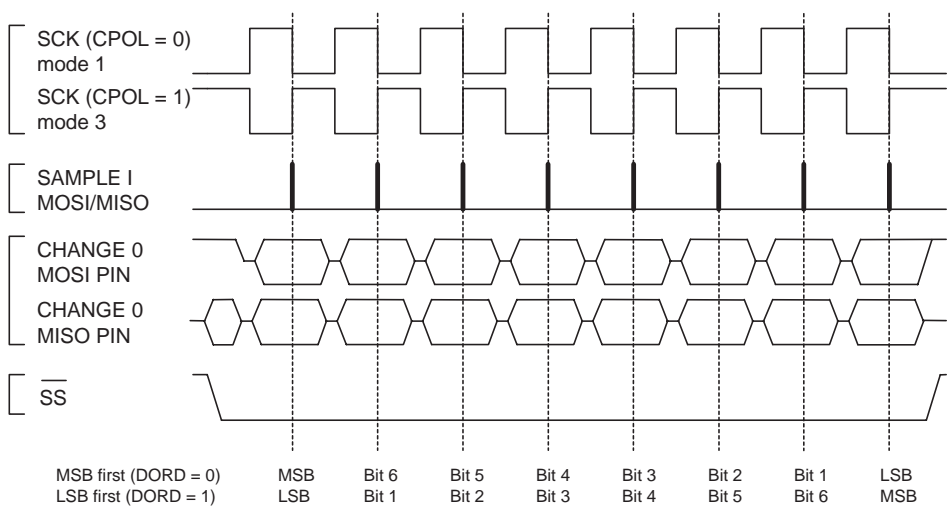 SCK (CPOL = 0)
mode 1
SCK (CPOL = 1)
mode 3
SAMPLE I
MOSI/MISO
CHANGE 0
MOSI PIN
CHANGE 0
MISO PIN
SS
MSB first (DORD = 0) MSB Bit 6 Bit 5 Bit 4 Bit 3 Bit 2 Bit 1 LSB
LSB first (DORD = 1) LSB Bit 1 Bit 2 Bit 3 Bit 4 Bit 5 Bit 6 MSB